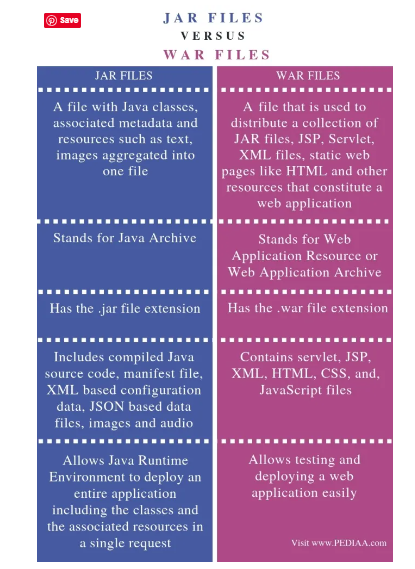 Save
JAR FILES
VERSUS
WAR FILES
JAR FILES
A file with Java classes,
associated metadata and
resources such as text,
images aggregated into
one file
Stands for Java Archive
Has the .jar file extension
Includes compiled Java
source code, manifest file,
XML based configuration
data, JSON based data
files, images and audio
Allows Java Runtime
Environment to deploy an
entire application
including the classes and
the associated resources in
a single request
WAR FILES
A file that is used to
distribute a collection of
JAR files, JSP, Servlet,
XML files, static web
pages like HTML and other
resources that constitute a
web application
Stands for Web
Application Resource or
Web Application Archive
Has the .war file extension
Contains servlet, JSP,
XML, HTML, CSS, and,
JavaScript files
Allows testing and
deploying a web
application easily
Visit www.PEDIAA.com